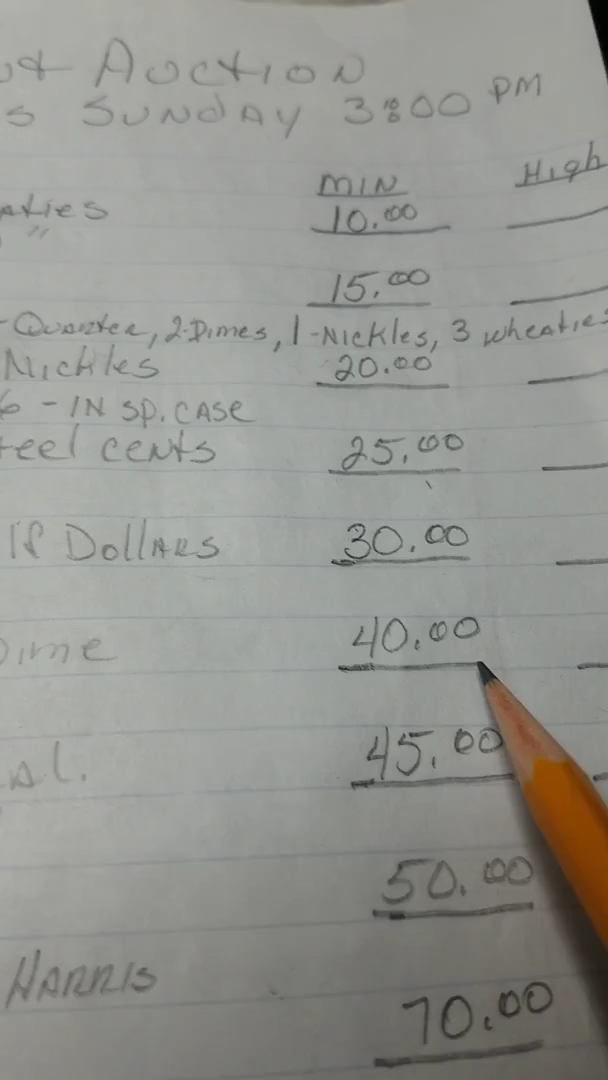 Auction
Sunday 3:00 PM
MIN High
10.00
"
15.00
Quarter, 2-Dimes, 1-Nickles, 3 wheaties
Nickles 20.00
6 - IN SP. CASE
teel cents 25.00
lf Dollars 30.00
Dime 40.00
al. 45.00
50.00
HARRIS
70.00